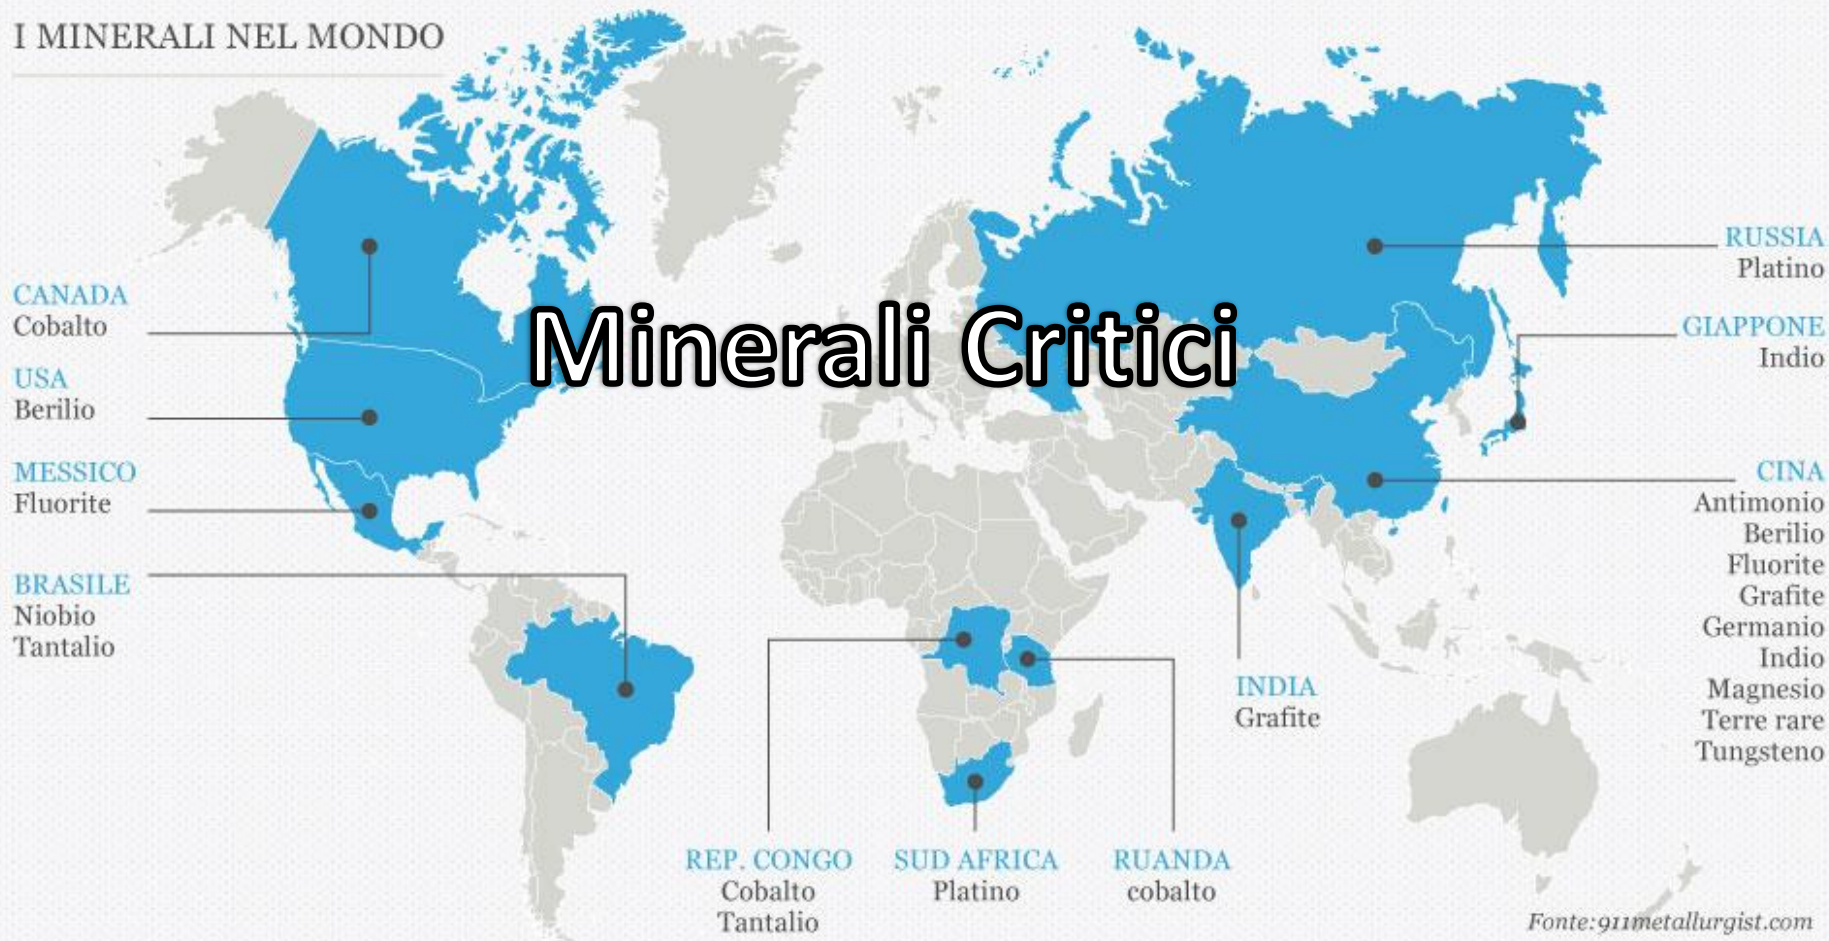 I MINERALI NEL MONDO
Minerali Critici
CANADA
Cobalto
USA
Berilio
MESSICO
Fluorite
BRASILE
Niobio
Tantalio
REP. CONGO
Cobalto
Tantalio
SUD AFRICA
Platino
RUANDA
cobalto
INDIA
Grafite
RUSSIA
Platino
GIAPPONE
Indio
CINA
Antimonio
Berilio
Fluorite
Grafite
Germanio
Indio
Magnesio
Terre rare
Tungsteno
Fonte:911metallurgist.com